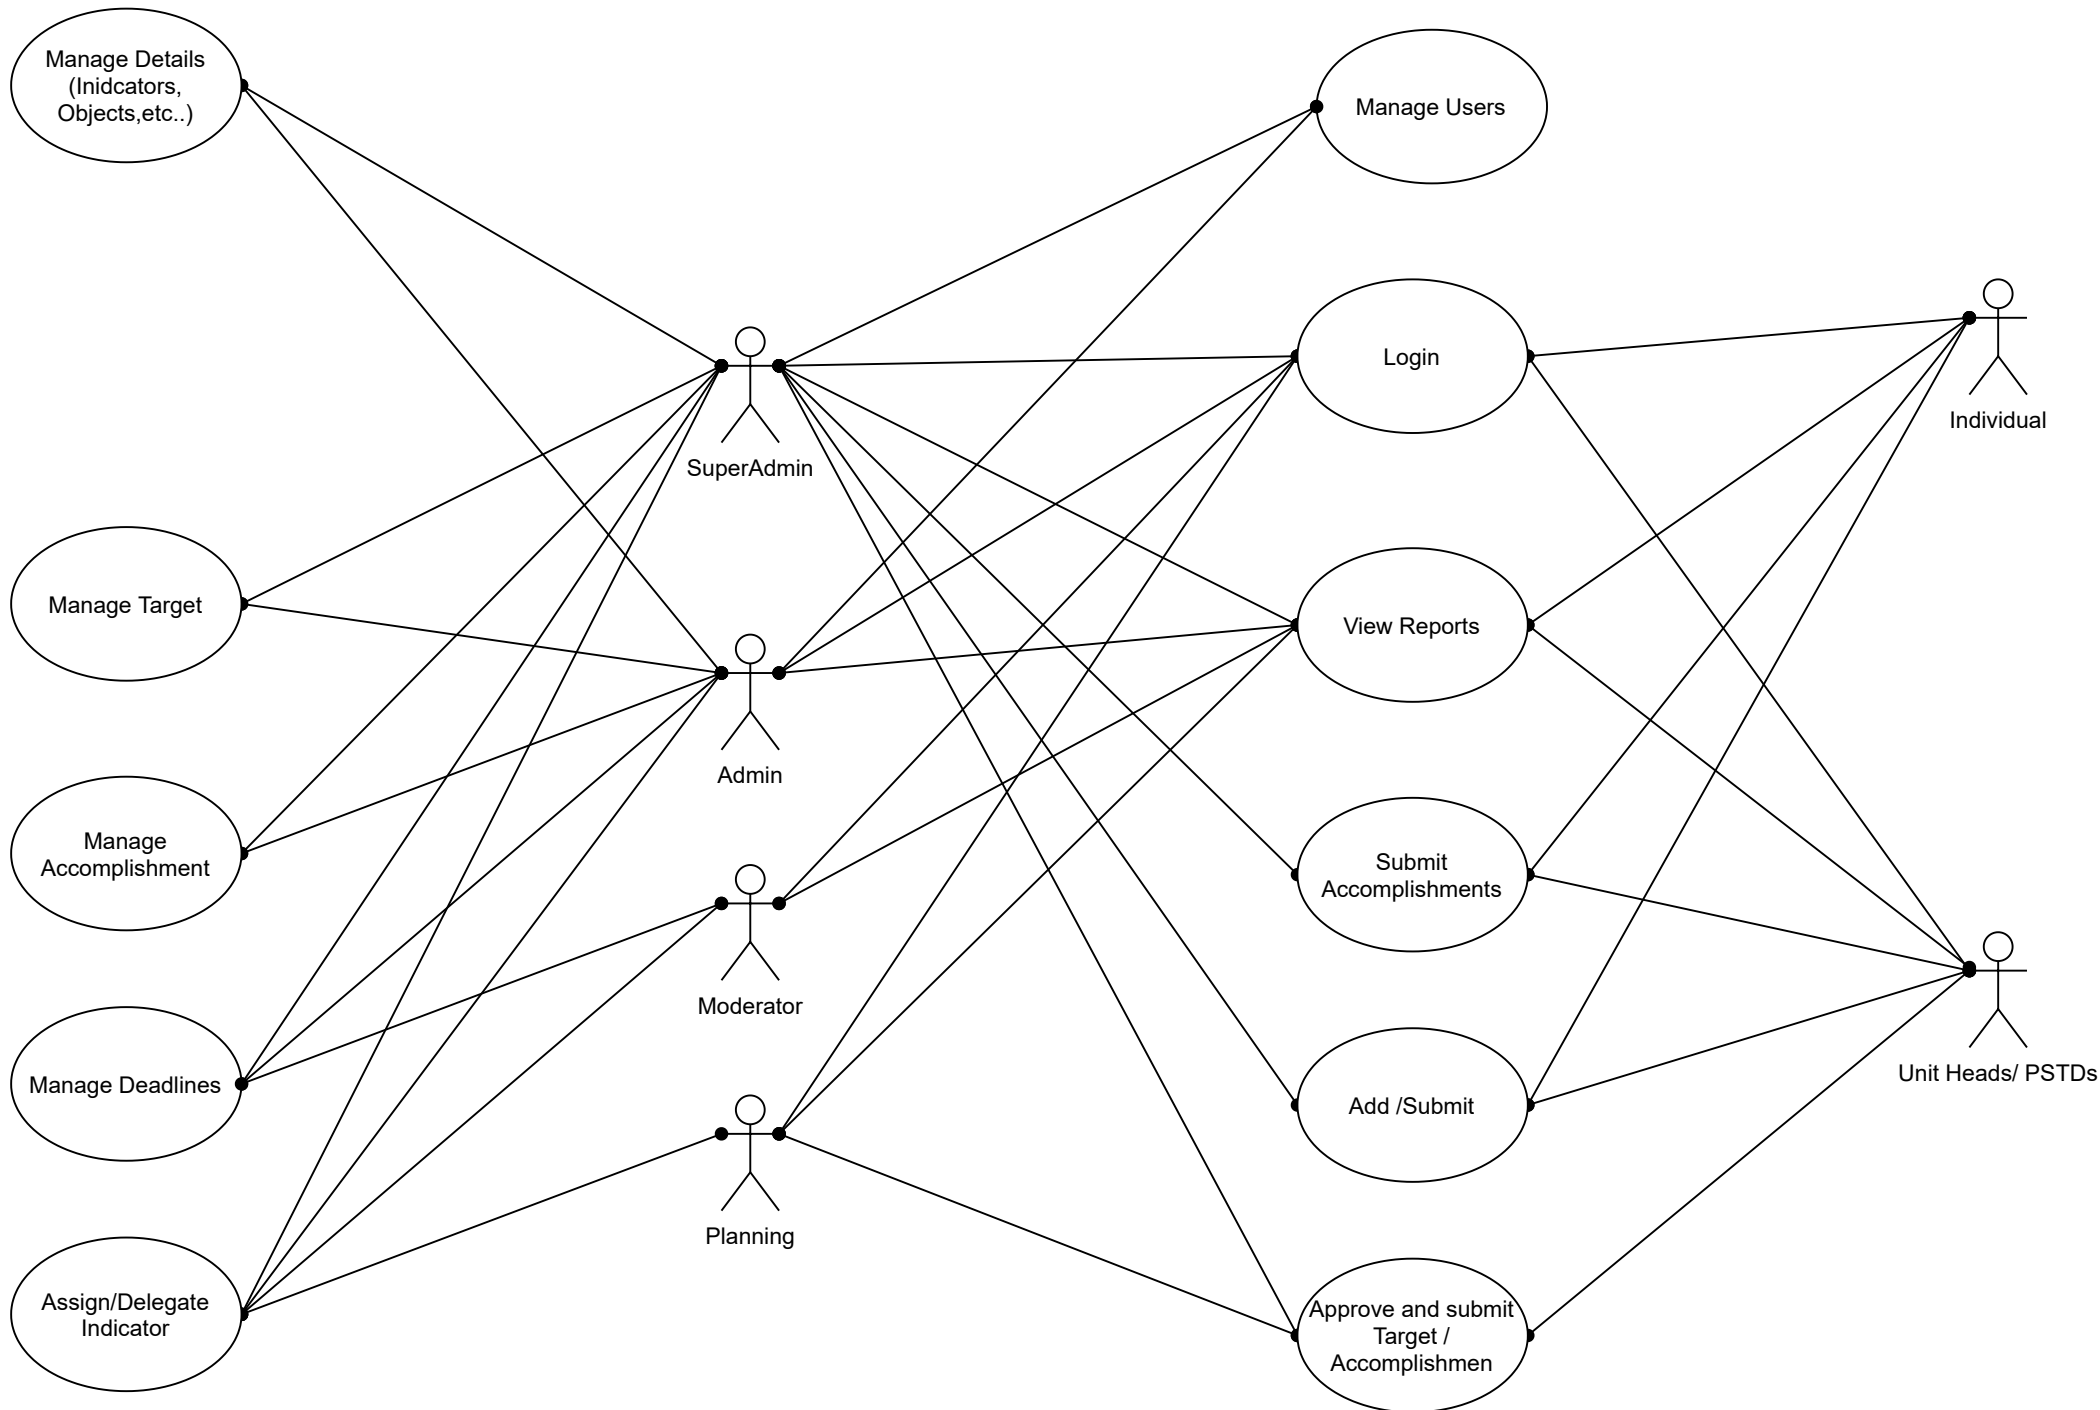 Manage Details
(Inidcators,
Objects,etc..)
Manage Users
Login
Individual
SuperAdmin
Manage Target
View Reports
Admin
Manage
Accomplishment
Submit
Accomplishments
Moderator
Manage Deadlines
Add /Submit
Unit Heads/ PSTDs
Planning
Assign/Delegate
Indicator
Approve and submit
Target /
Accomplishmen